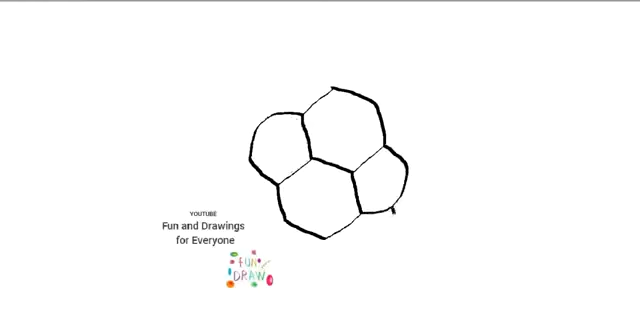 YOUTUBE
Fun and Drawings
for Everyone
FUN
DRAW